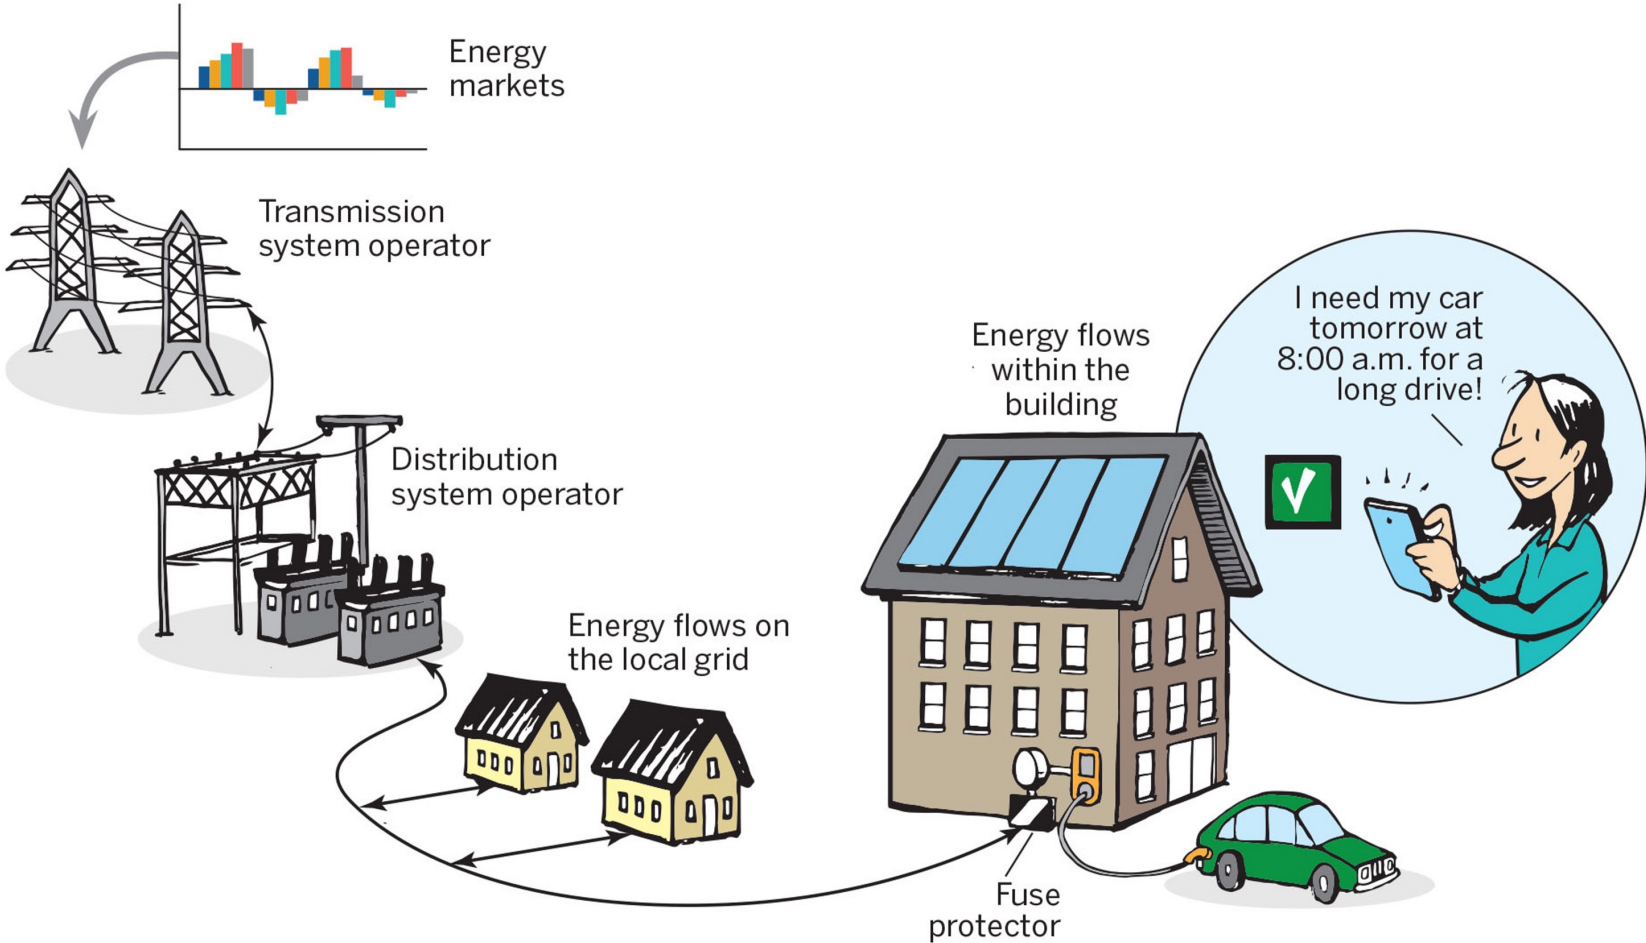 Energy
markets
Transmission
system operator
I need my car
tomorrow at
8:00 a.m. for a
long drive!
Energy flows
within the
building
Distribution
system operator
Energy flows on
the local grid
Fuse
protector